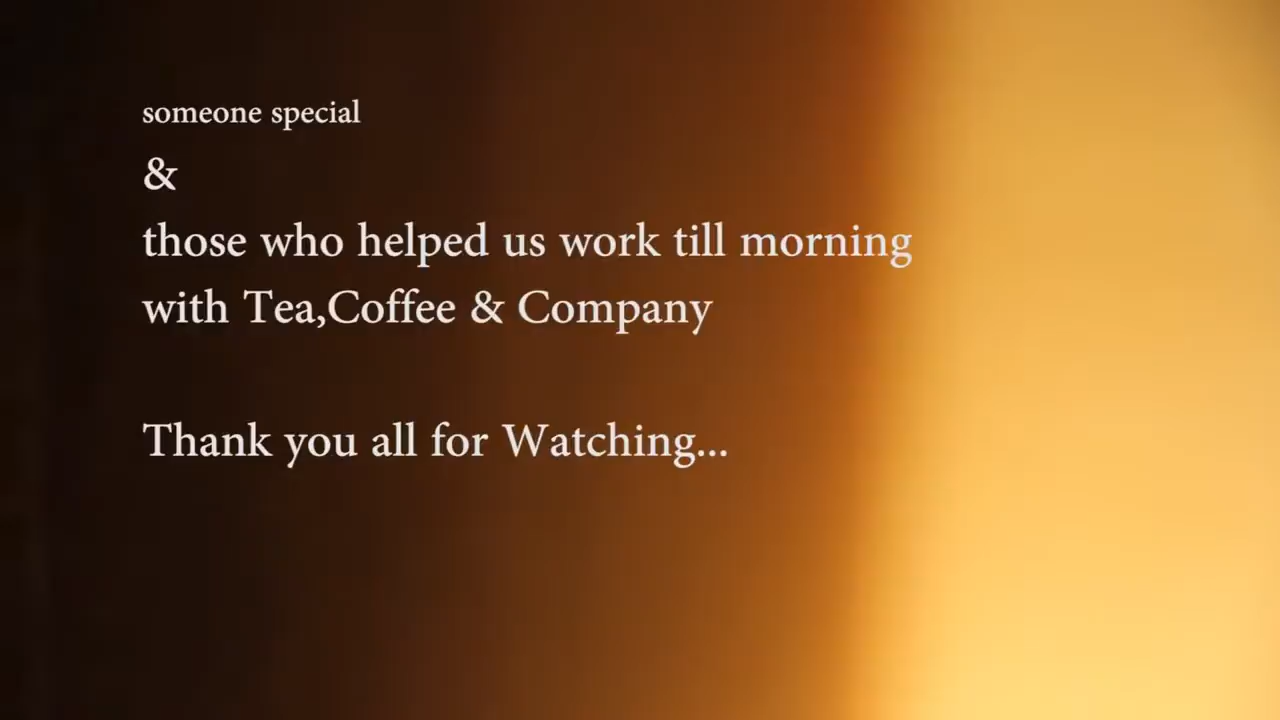 someone special
&
those who helped us work till morning
with Tea,Coffee & Company
Thank you all for Watching...